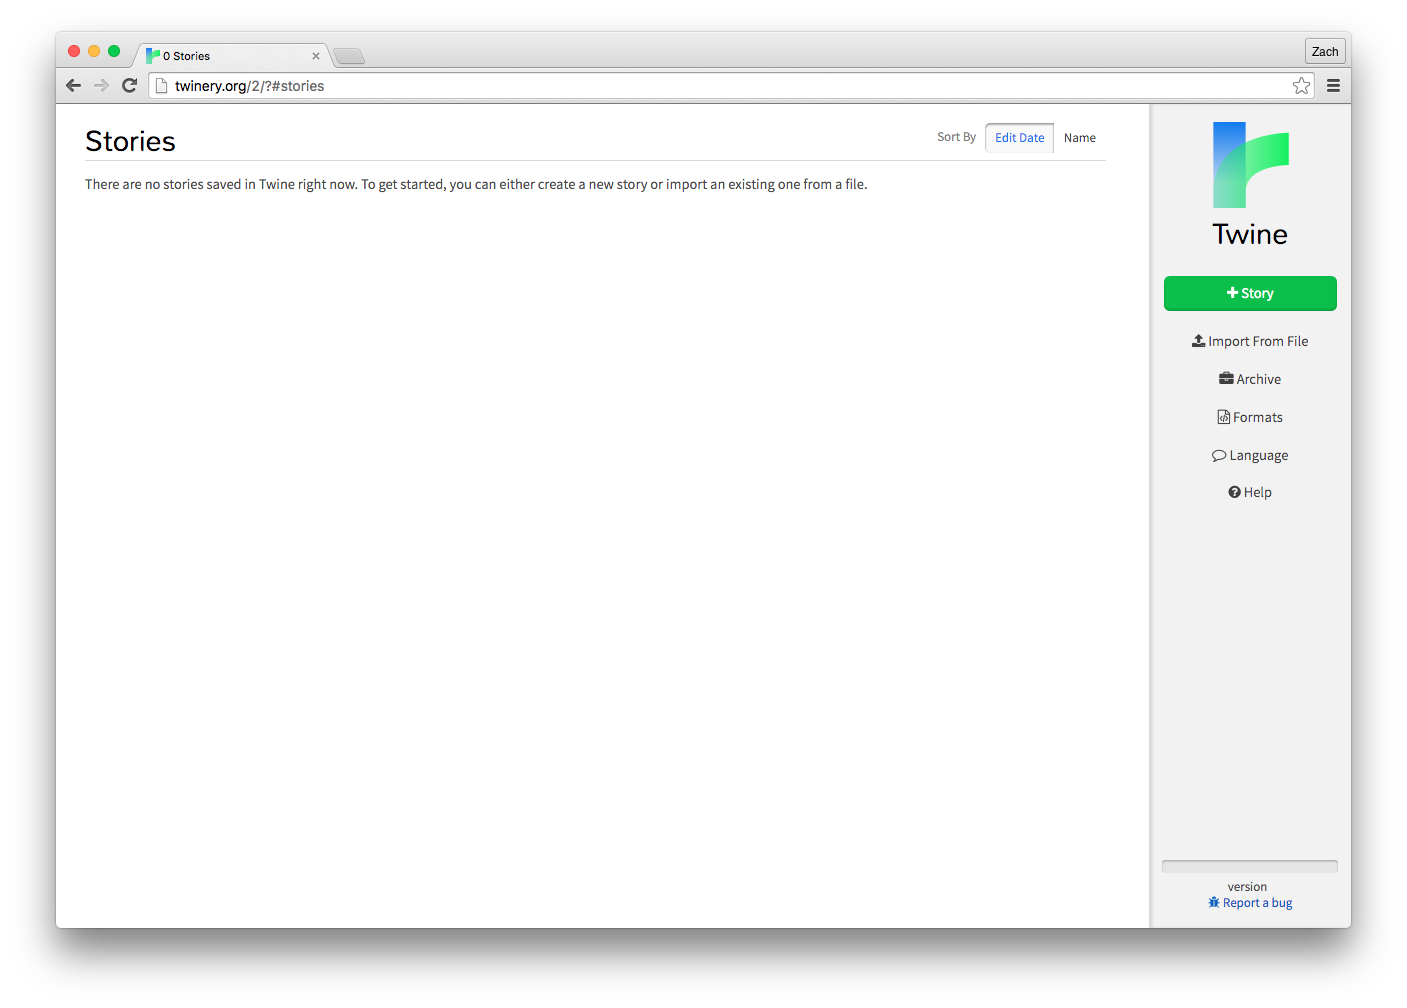 0 Stories
Zach
twinery.org/2/?#stories
Stories
Sort By Edit Date Name
There are no stories saved in Twine right now. To get started, you can either create a new story or import an existing one from a file.
Twine
+ Story
Import From File
Archive
Formats
Language
Help
version
Report a bug